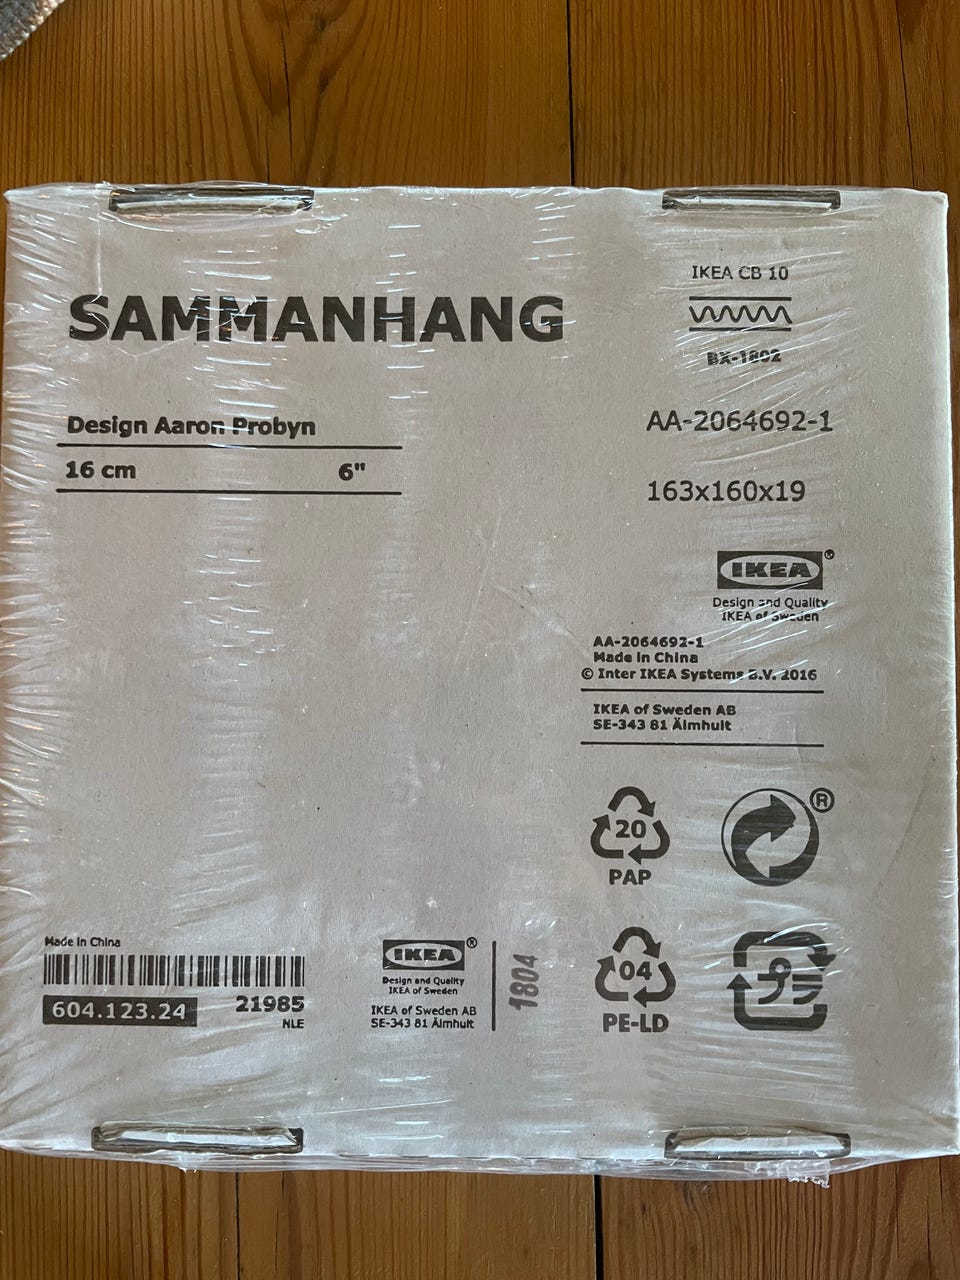 SAMMANHANG
IKEA CB 10
BX-1802
Design Aaron Probyn
AA-2064692-1
16 cm 6"
163x160x19
IKEA®
Design and Quality
IKEA of Sweden
AA-2064692-1
Made in China
© Inter IKEA Systems B.V. 2016
IKEA of Sweden AB
SE-343 81 Älmhult
20
PAP
®
Made in China
604.123.24
21985
NLE
IKEA®
Design and Quality
IKEA of Sweden
IKEA of Sweden AB
SE-343 81 Älmhult
1804
04
PE-LD